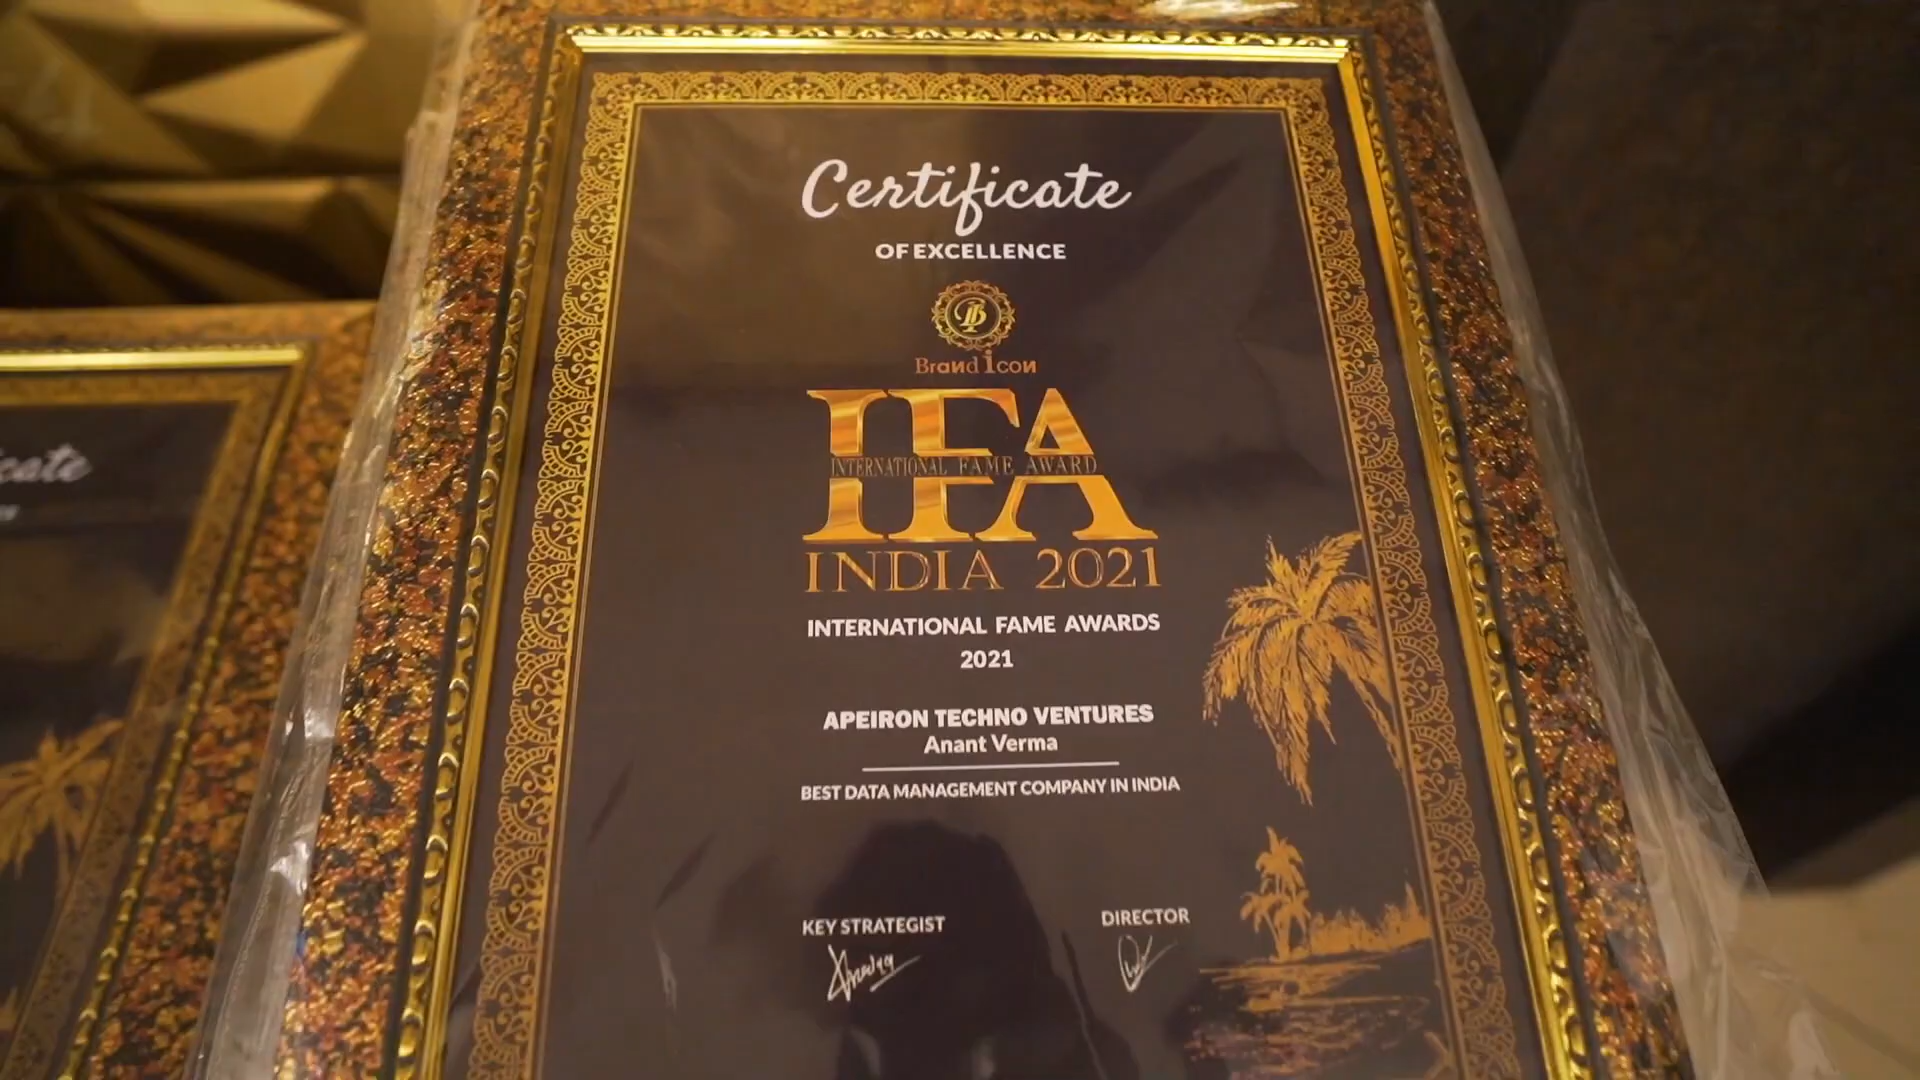 Certificate
OF EXCELLENCE
Brand icon
IFA
INTERNATIONAL FAME AWARD
INDIA 2021
INTERNATIONAL FAME AWARDS
2021
APEIRON TECHNO VENTURES
Anant Verma
BEST DATA MANAGEMENT COMPANY IN INDIA
KEY STRATEGIST
DIRECTOR
cate